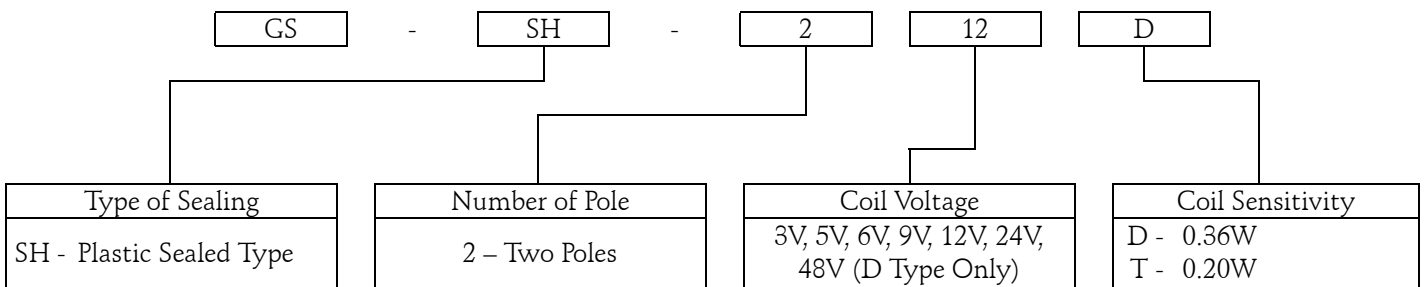 GS - SH - 2 12 D
Type of Sealing
SH - Plastic Sealed Type
Number of Pole
2 – Two Poles
Coil Voltage
3V, 5V, 6V, 9V, 12V, 24V,
48V (D Type Only)
Coil Sensitivity
D - 0.36W
T - 0.20W